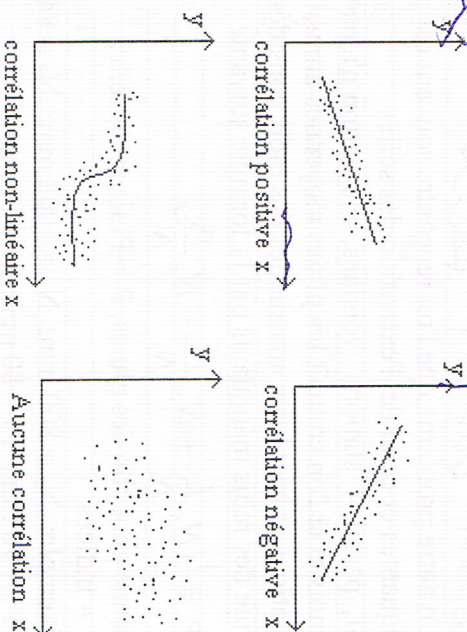 y
corrélation positive x
y
corrélation négative x
y
corrélation non-linéaire x
y
Aucune corrélation x